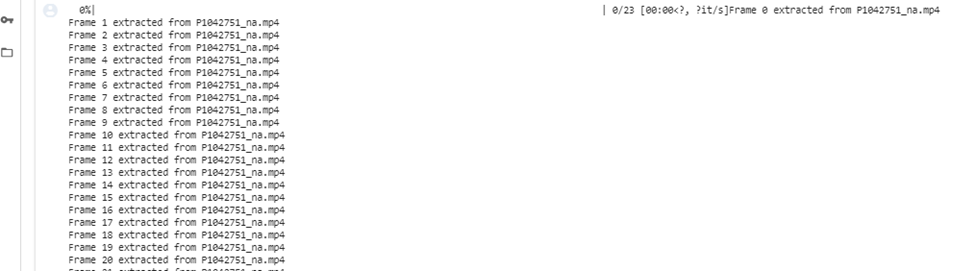 0%| | 0/23 [00:00<?, ?it/s]Frame 0 extracted from P1042751_na.mp4
Frame 1 extracted from P1042751_na.mp4
Frame 2 extracted from P1042751_na.mp4
Frame 3 extracted from P1042751_na.mp4
Frame 4 extracted from P1042751_na.mp4
Frame 5 extracted from P1042751_na.mp4
Frame 6 extracted from P1042751_na.mp4
Frame 7 extracted from P1042751_na.mp4
Frame 8 extracted from P1042751_na.mp4
Frame 9 extracted from P1042751_na.mp4
Frame 10 extracted from P1042751_na.mp4
Frame 11 extracted from P1042751_na.mp4
Frame 12 extracted from P1042751_na.mp4
Frame 13 extracted from P1042751_na.mp4
Frame 14 extracted from P1042751_na.mp4
Frame 15 extracted from P1042751_na.mp4
Frame 16 extracted from P1042751_na.mp4
Frame 17 extracted from P1042751_na.mp4
Frame 18 extracted from P1042751_na.mp4
Frame 19 extracted from P1042751_na.mp4
Frame 20 extracted from P1042751_na.mp4